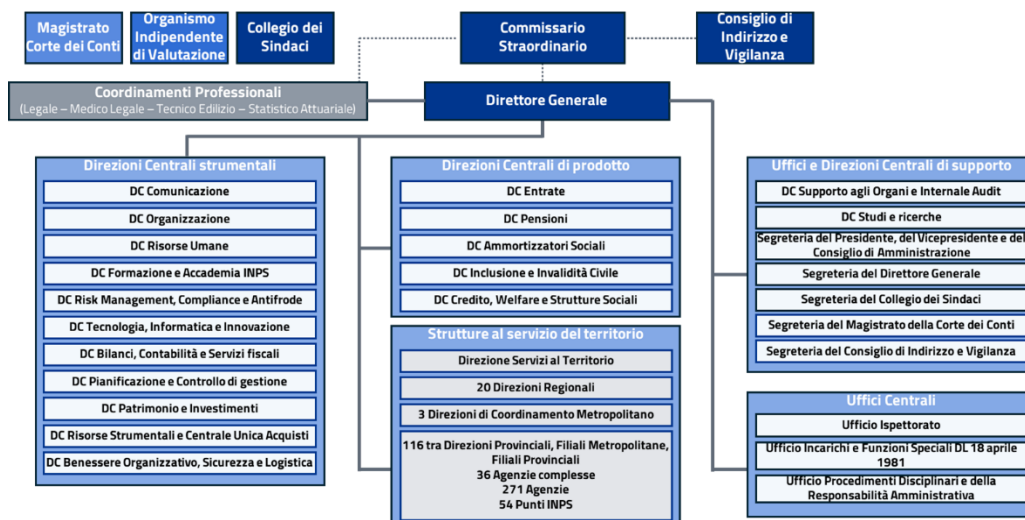 Magistrato
Corte dei Conti
Organismo
Indipendente
di Valutazione
Collegio dei
Sindaci
Commissario
Straordinario
Consiglio di
Indirizzo e
Vigilanza
Coordinamenti Professionali
(Legale – Medico Legale – Tecnico Edilizio – Statistico Attuariale)
Direttore Generale
Direzioni Centrali strumentali
DC Comunicazione
DC Organizzazione
DC Risorse Umane
DC Formazione e Accademia INPS
DC Risk Management, Compliance e Antifrode
DC Tecnologia, Informatica e Innovazione
DC Bilanci, Contabilità e Servizi fiscali
DC Pianificazione e Controllo di gestione
DC Patrimonio e Investimenti
DC Risorse Strumentali e Centrale Unica Acquisti
DC Benessere Organizzativo, Sicurezza e Logistica
Direzioni Centrali di prodotto
DC Entrate
DC Pensioni
DC Ammortizzatori Sociali
DC Inclusione e Invalidità Civile
DC Credito, Welfare e Strutture Sociali
Strutture al servizio del territorio
Direzione Servizi al Territorio
20 Direzioni Regionali
3 Direzioni di Coordinamento Metropolitano
116 tra Direzioni Provinciali, Filiali Metropolitane,
Filiali Provinciali
36 Agenzie complesse
271 Agenzie
54 Punti INPS
Uffici e Direzioni Centrali di supporto
DC Supporto agli Organi e Internale Audit
DC Studi e ricerche
Segreteria del Presidente, del Vicepresidente e del
Consiglio di Amministrazione
Segreteria del Direttore Generale
Segreteria del Collegio dei Sindaci
Segreteria del Magistrato della Corte dei Conti
Segreteria del Consiglio di Indirizzo e Vigilanza
Uffici Centrali
Ufficio Ispettorato
Ufficio Incarichi e Funzioni Speciali DL 18 aprile
1981
Ufficio Procedimenti Disciplinari e della
Responsabilità Amministrativa